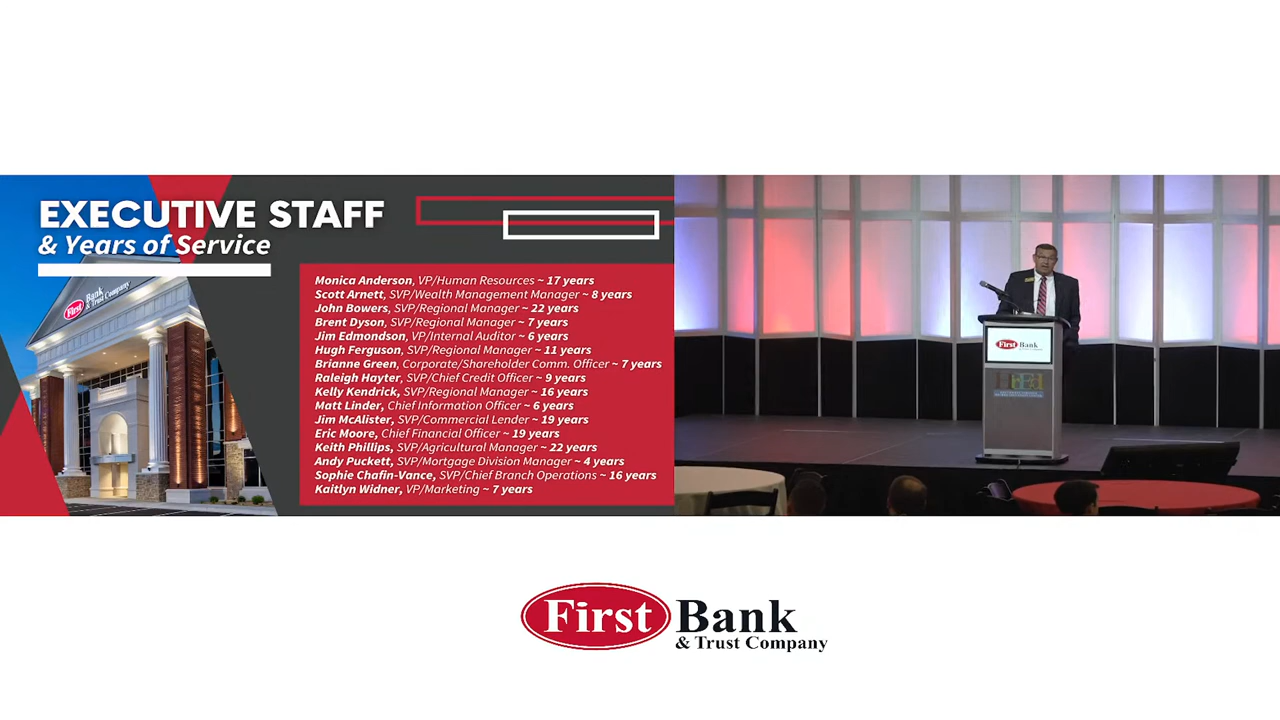 EXECUTIVE STAFF
& Years of Service
First Bank
& Trust Company
Monica Anderson, VP/Human Resources ~ 17 years
Scott Arnett, SVP/Wealth Management Manager ~ 8 years
John Bowers, SVP/Regional Manager ~ 22 years
Brent Dyson, SVP/Regional Manager ~ 7 years
Jim Edmondson, VP/Internal Auditor ~ 6 years
Hugh Ferguson, SVP/Regional Manager ~ 11 years
Brianne Green, Corporate/Shareholder Comm. Officer ~ 7 years
Raleigh Hayter, SVP/Chief Credit Officer ~ 9 years
Kelly Kendrick, SVP/Regional Manager ~ 16 years
Matt Linder, Chief Information Officer ~ 6 years
Jim McAlister, SVP/Commercial Lender ~ 19 years
Eric Moore, Chief Financial Officer ~ 19 years
Keith Phillips, SVP/Agricultural Manager ~ 22 years
Andy Puckett, SVP/Mortgage Division Manager ~ 4 years
Sophie Chafin-Vance, SVP/Chief Branch Operations ~ 16 years
Kaitlyn Widner, VP/Marketing ~ 7 years
First Bank
First Bank
& Trust Company